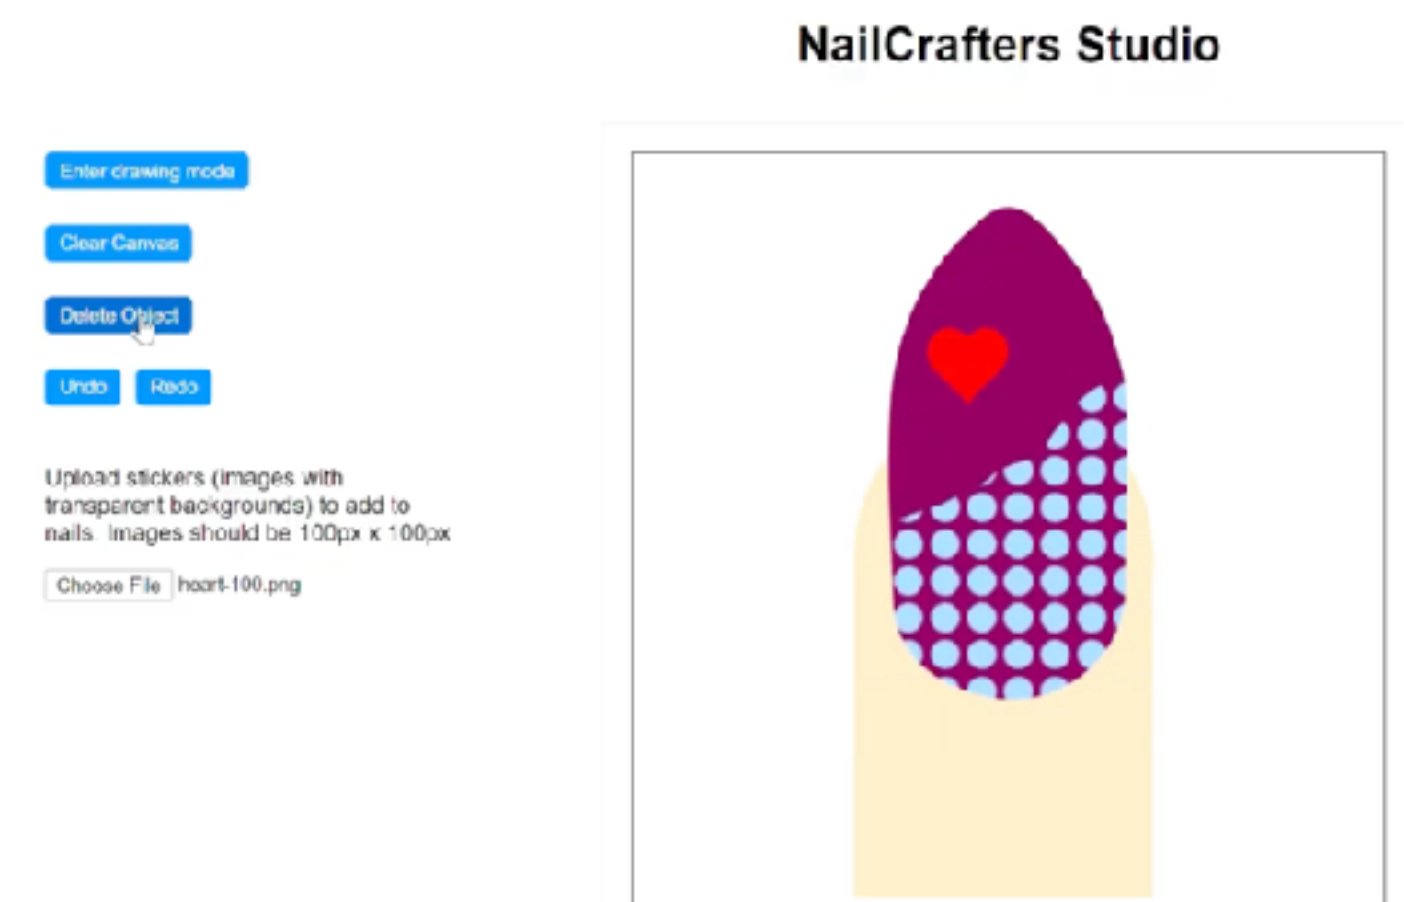 NailCrafters Studio
Enter drawing mode
Clear Canvas
Delete Object
Undo Redo
Upload stickers (images with
transparent backgrounds) to add to
nails. Images should be 100px x 100px
Choose File heart-100.png